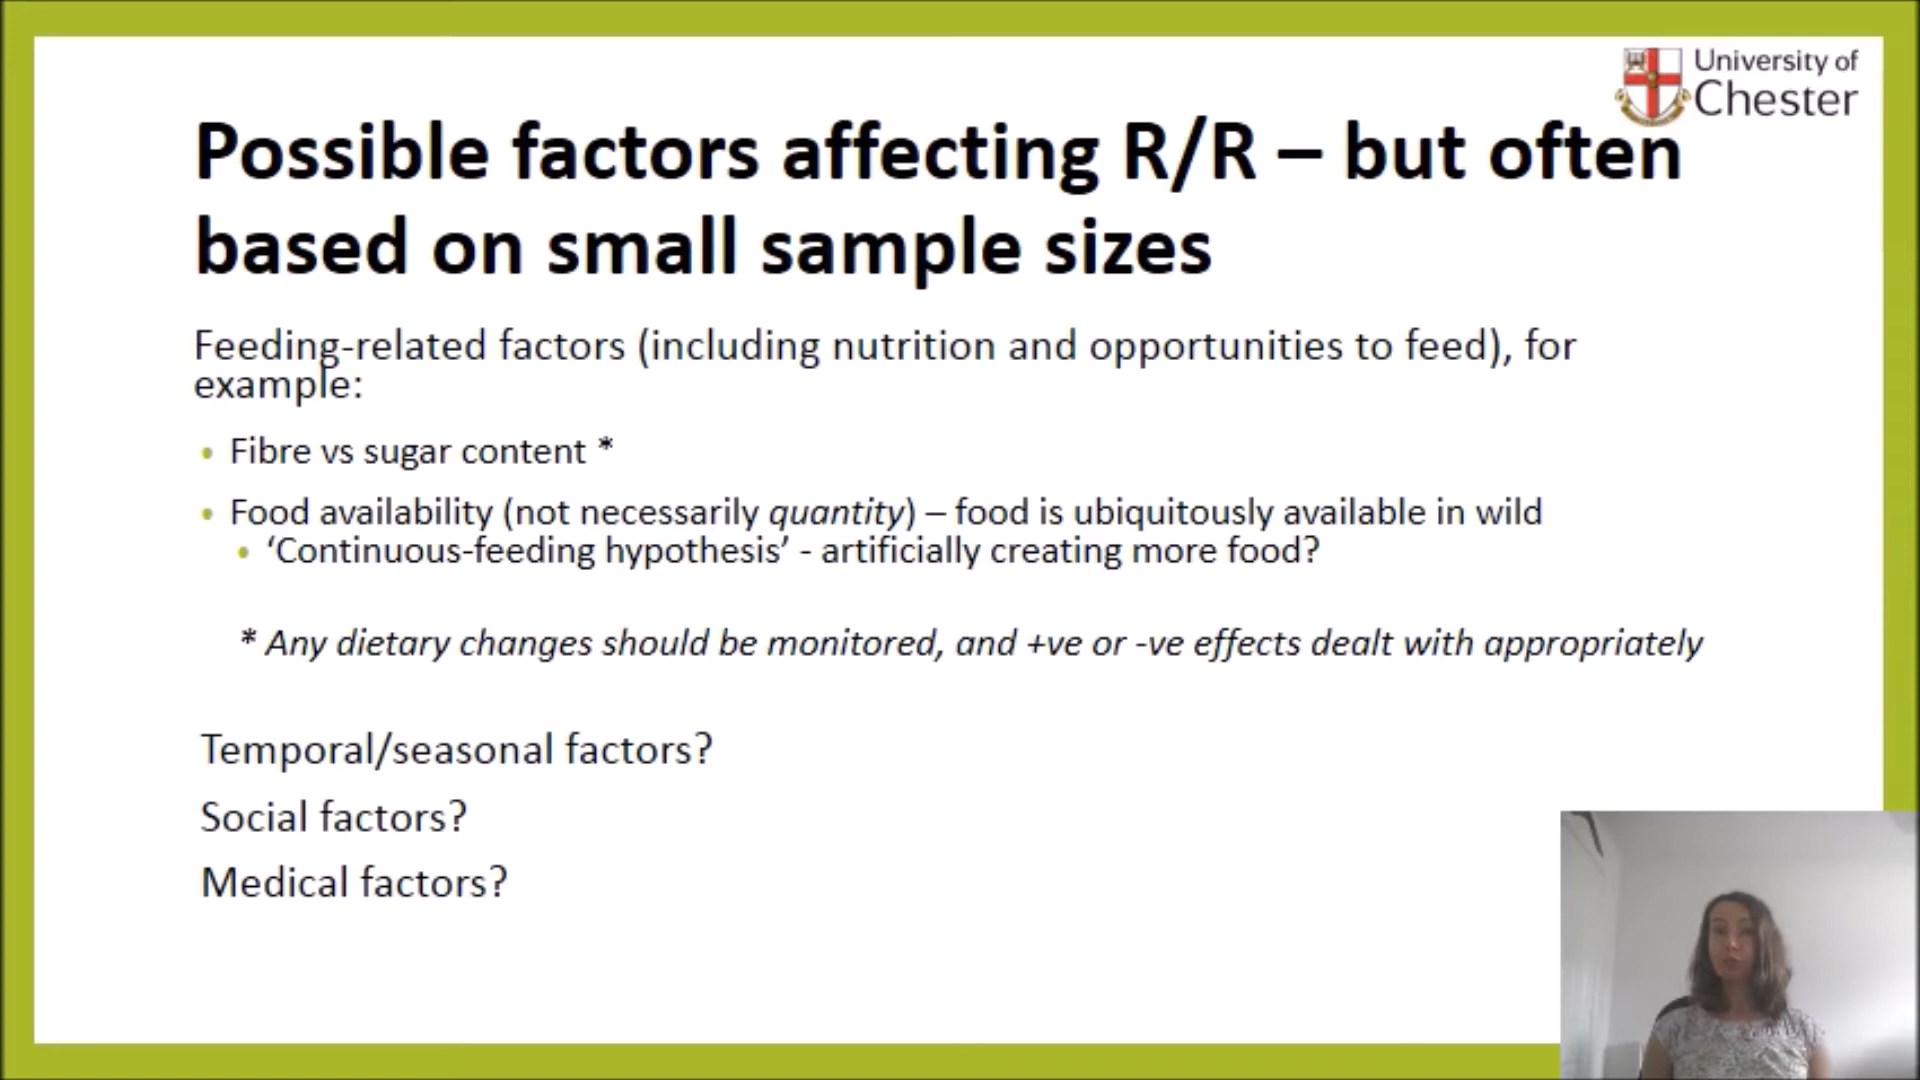 University of
Chester
Possible factors affecting R/R – but often
based on small sample sizes
Feeding-related factors (including nutrition and opportunities to feed), for
example:
• Fibre vs sugar content *
• Food availability (not necessarily quantity) – food is ubiquitously available in wild
• ‘Continuous-feeding hypothesis’ - artificially creating more food?
* Any dietary changes should be monitored, and +ve or -ve effects dealt with appropriately
Temporal/seasonal factors?
Social factors?
Medical factors?